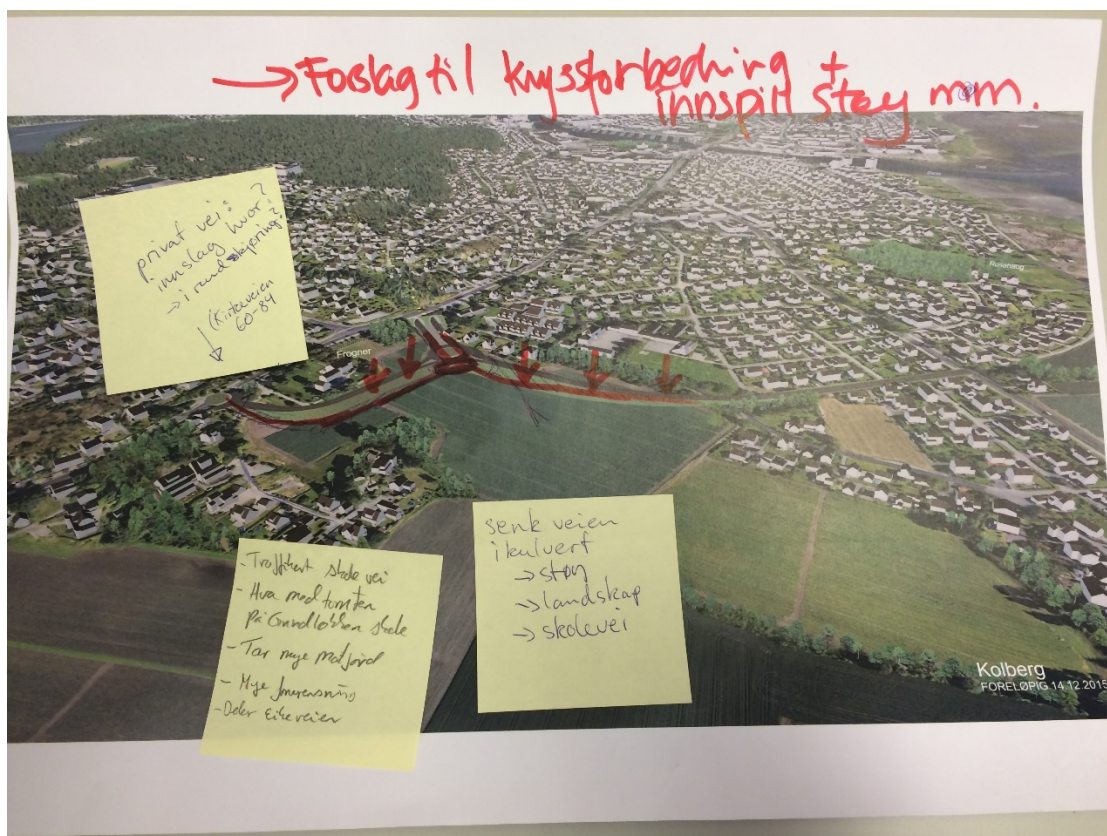 → Forslag til kryssforbedring +
innspill støy m.m.
privat vei:
innslag hvor?
→ i rundkjøring?
(Kirkeveien
60-84
Frogner
Rosenskog
- Traffikert skole vei
- Hva med tomten
på skole
- Tar mye matjord
- Mye forurensning
- Deler Eikeveien
senk veien
i kulvert
→ støy
→ landskap
→ skolevei
Kolberg
FORELØPIG 14.12.2015